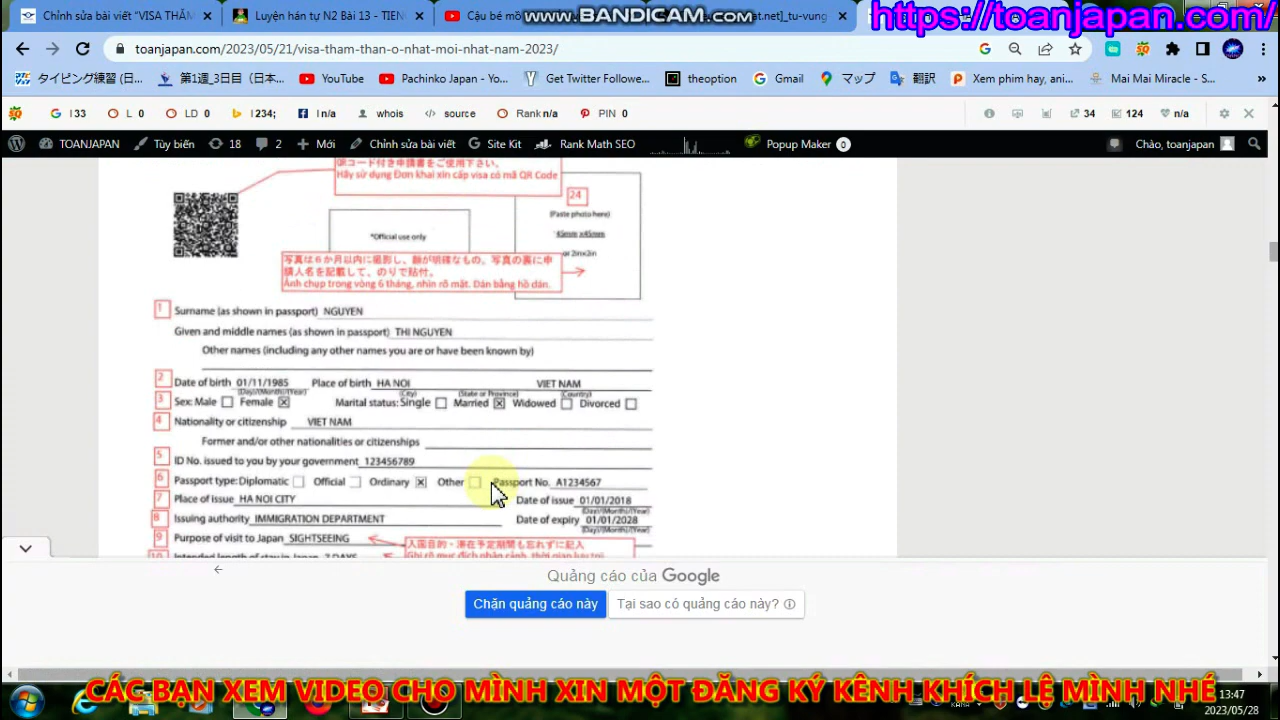 Chỉnh sửa bài viết "VISA THĂM
Luyện hán tự N2 Bài 13 - TIEN
Cậu bé mồ
www.BANDICAM.com
at.net]_tu-vung
https://toanjapan.com/
toanjapan.com/2023/05/21/visa-tham-than-o-nhat-moi-nhat-nam-2023/
タイピング練習 (日...
第1週_3日目（日本...
YouTube
Pachinko Japan - Yo...
Get Twitter Followe...
theoption
Gmail
マップ
翻訳
Xem phim hay, ani...
Mai Mai Miracle - S...
I 33
L 0
LD 0
I 234;
I n/a
whois
source
Rank n/a
PIN 0
34
124
n/a
TOANJAPAN
Tùy biến
18
2
Mới
Chỉnh sửa bài viết
Site Kit
Rank Math SEO
Popup Maker 0
Chào, toanjapan
QRコード付き申請書をご使用下さい。
Hãy sử dụng Đơn khai xin cấp visa có mã QR Code
24
(Paste photo here)
45mm x45mm
or 2inx2in
*Official use only
写真は6か月以内に撮影し、顔が明確なもの。写真の裏に申
請人名を記載して、のりで貼付。
Ảnh chụp trong vòng 6 tháng, nhìn rõ mặt. Dán bằng hồ dán.
1 Surname (as shown in passport) NGUYEN
Given and middle names (as shown in passport) THI NGUYEN
Other names (including any other names you are or have been known by)
2 Date of birth 01/11/1985 Place of birth HA NOI VIET NAM
(Day)/(Month)/(Year) (City) (State or Province) (Country)
3 Sex: Male Female Marital status: Single Married Widowed Divorced
4 Nationality or citizenship VIET NAM
Former and/or other nationalities or citizenships
5 ID No. issued to you by your government 123456789
6 Passport type: Diplomatic Official Ordinary Other Passport No. A1234567
7 Place of issue HA NOI CITY Date of issue 01/01/2018
(Day)/(Month)/(Year)
8 Issuing authority IMMIGRATION DEPARTMENT Date of expiry 01/01/2028
(Day)/(Month)/(Year)
9 Purpose of visit to Japan SIGHTSEEING
入国目的・滞在予定期間も忘れずに記入
Ghi rõ mục đích nhập cảnh, thời gian lưu trú
10 Intended length of stay in Japan 7 DAYS
Quảng cáo của Google
Chặn quảng cáo này
Tại sao có quảng cáo này?
CÁC BẠN XEM VIDEO CHO MÌNH XIN MỘT ĐĂNG KÝ KÊNH KHÍCH LỆ MÌNH NHÉ
13:47
2023/05/28